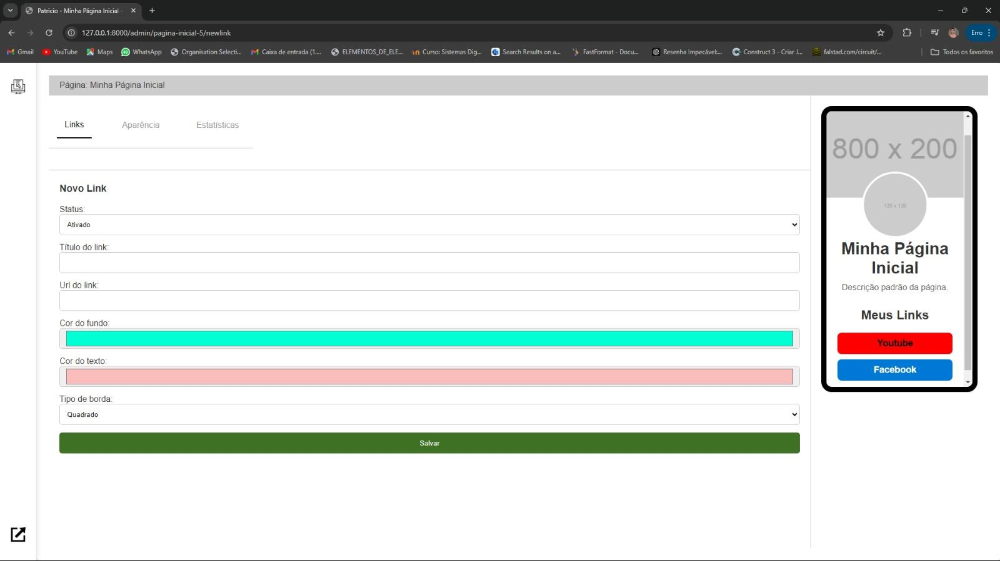 Patricio - Minha Página Inicial -
127.0.0.1:8000/admin/pagina-inicial-5/newlink
Erro
Gmail YouTube Maps WhatsApp Organisation Selecti... Caixa de entrada (1.... ELEMENTOS_DE_ELE... Curso: Sistemas Dig... Search Results on a... FastFormat - Docu... Resenha Impecável:... Construct 3 - Criar J... falstad.com/circuit/... Todos os favoritos
Página: Minha Página Inicial
Links Aparência Estatísticas
Novo Link
Status:
Ativado
Título do link:
Url do link:
Cor do fundo:
Cor do texto:
Tipo de borda:
Quadrado
Salvar
800 x 200
120 x 120
Minha Página
Inicial
Descrição padrão da página.
Meus Links
Youtube
Facebook